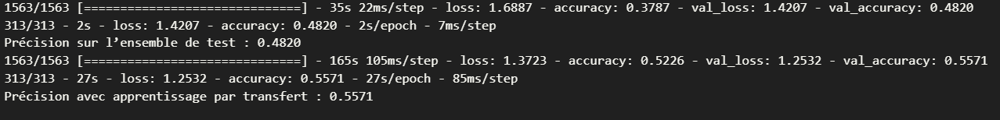 1563/1563 [==============================] - 35s 22ms/step - loss: 1.6887 - accuracy: 0.3787 - val_loss: 1.4207 - val_accuracy: 0.4820
313/313 - 2s - loss: 1.4207 - accuracy: 0.4820 - 2s/epoch - 7ms/step
Précision sur l’ensemble de test : 0.4820
1563/1563 [==============================] - 165s 105ms/step - loss: 1.3723 - accuracy: 0.5226 - val_loss: 1.2532 - val_accuracy: 0.5571
313/313 - 27s - loss: 1.2532 - accuracy: 0.5571 - 27s/epoch - 85ms/step
Précision avec apprentissage par transfert : 0.5571